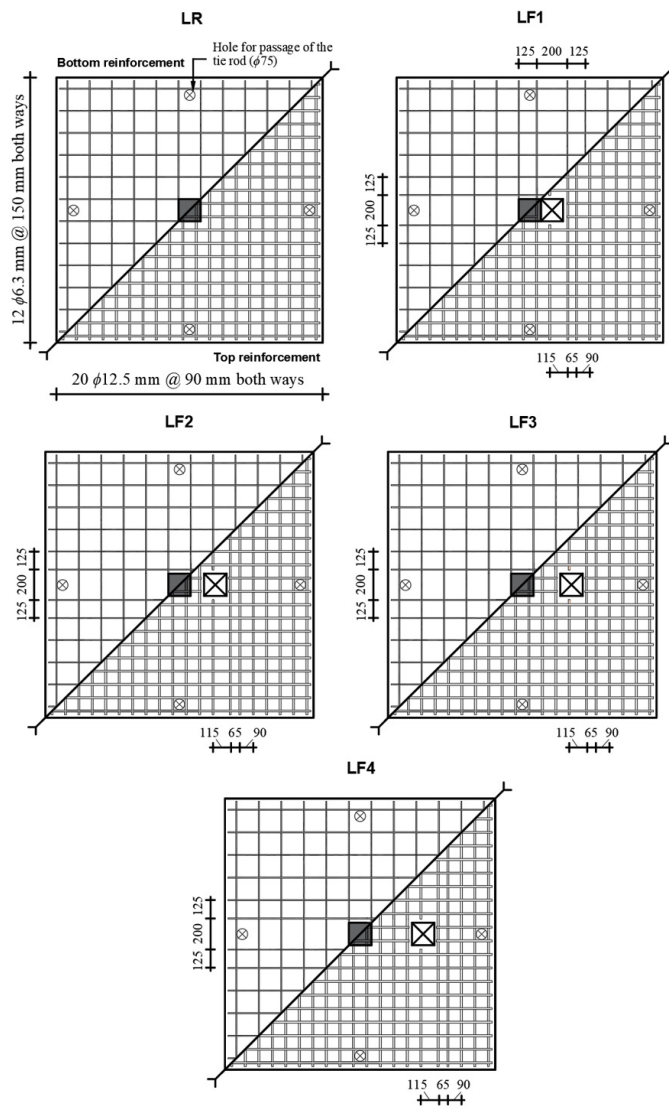 LR
LF1
Bottom reinforcement
Hole for passage of the
tie rod (ϕ75)
12 ϕ6.3 mm @ 150 mm both ways
Top reinforcement
20 ϕ12.5 mm @ 90 mm both ways
125 200 125
125
200
125
115 65 90
LF2
LF3
125
200
125
115 65 90
125
200
125
115 65 90
LF4
125
200
125
115 65 90